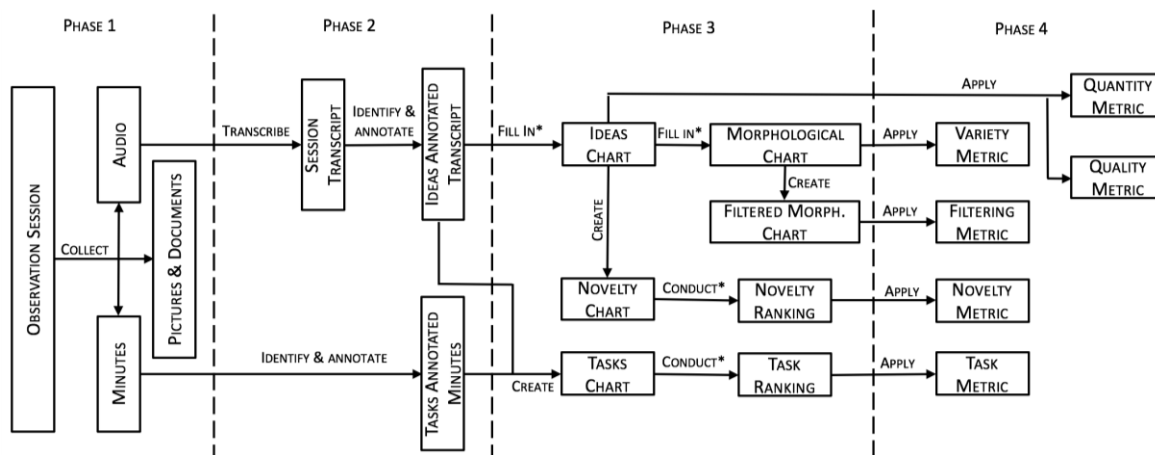 PHASE 1
PHASE 2
PHASE 3
PHASE 4
OBSERVATION SESSION
COLLECT
AUDIO
PICTURES & DOCUMENTS
MINUTES
TRANSCRIBE
SESSION
TRANSCRIPT
IDENTIFY &
ANNOTATE
IDEAS ANNOTATED
TRANSCRIPT
IDENTIFY & ANNOTATE
TASKS ANNOTATED
MINUTES
FILL IN*
IDEAS
CHART
FILL IN*
MORPHOLOGICAL
CHART
CREATE
FILTERED MORPH.
CHART
CREATE
NOVELTY
CHART
CONDUCT*
NOVELTY
RANKING
CREATE
TASKS
CHART
CONDUCT*
TASK
RANKING
APPLY
QUANTITY
METRIC
APPLY
VARIETY
METRIC
QUALITY
METRIC
APPLY
FILTERING
METRIC
APPLY
NOVELTY
METRIC
APPLY
TASK
METRIC